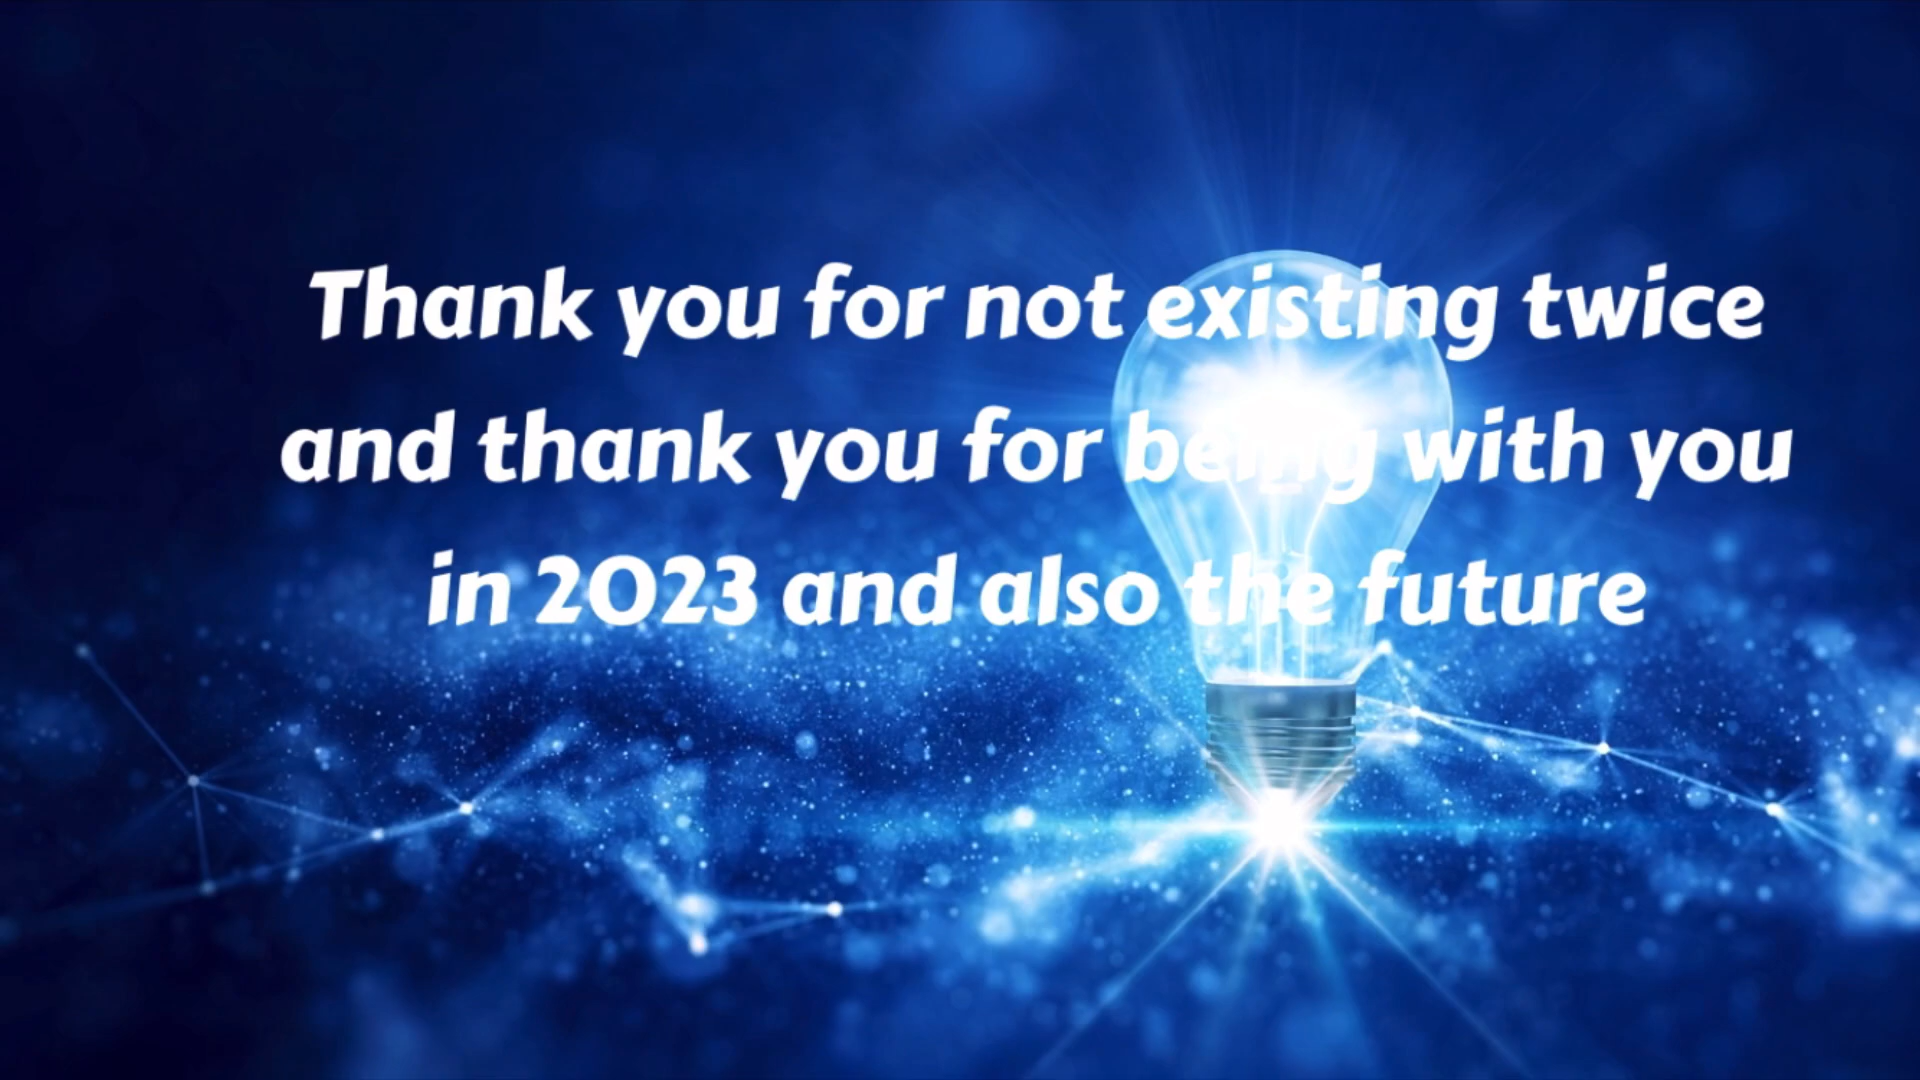 Thank you for not existing twice
and thank you for being with you
in 2023 and also the future